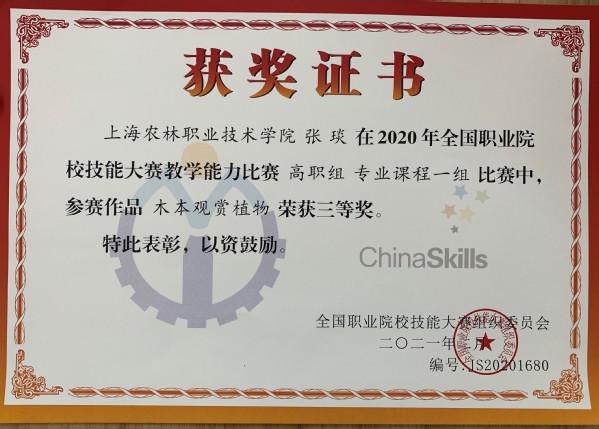 获奖证书
上海农林职业技术学院 张琰 在2020年全国职业院
校技能大赛教学能力比赛 高职组 专业课程一组 比赛中，
参赛作品 木本观赏植物 荣获三等奖。
特此表彰，以资鼓励。
ChinaSkills
全国职业院校技能大赛组织委员会
二〇二一年 月
编号:JS20201680